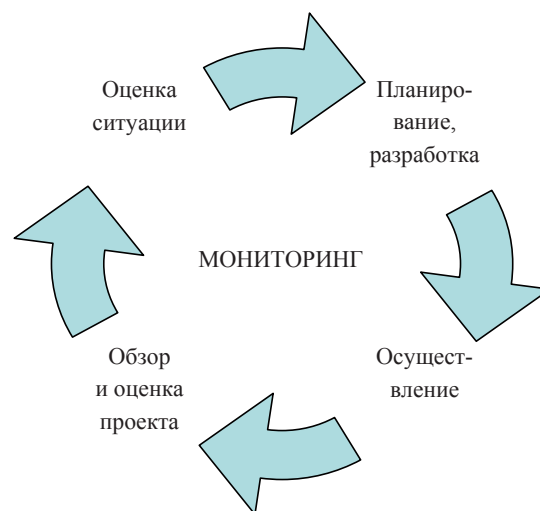 Оценка
ситуации
Планиро-
вание,
разработка
МОНИТОРИНГ
Обзор
и оценка
проекта
Осущест-
вление